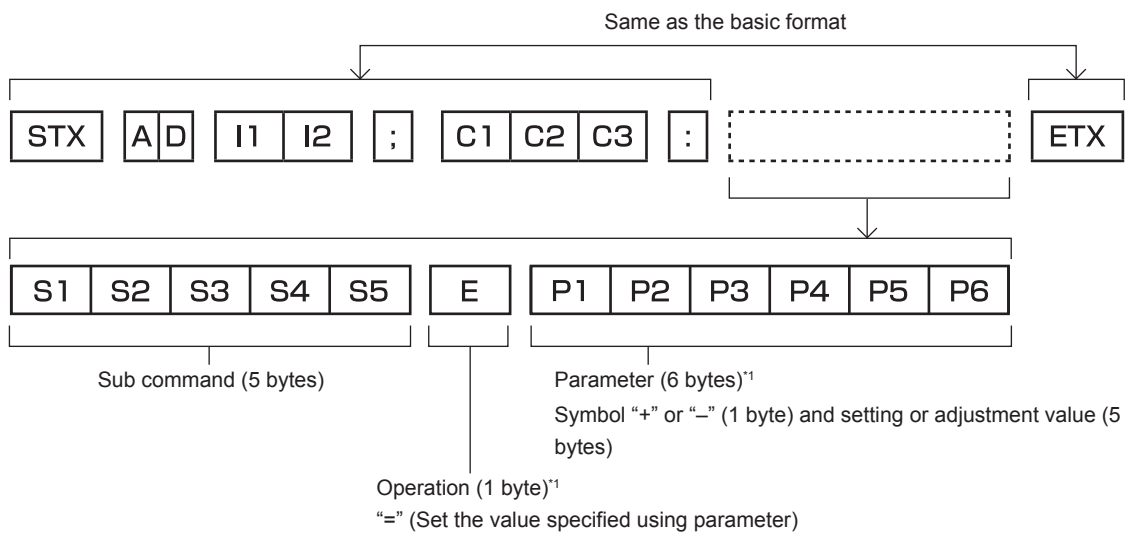 Same as the basic format
STX A D I1 I2 ; C1 C2 C3 : ETX
S1 S2 S3 S4 S5 E P1 P2 P3 P4 P5 P6
Sub command (5 bytes)
Parameter (6 bytes)*1
Symbol “+” or “–” (1 byte) and setting or adjustment value (5
bytes)
Operation (1 byte)*1
“=” (Set the value specified using parameter)